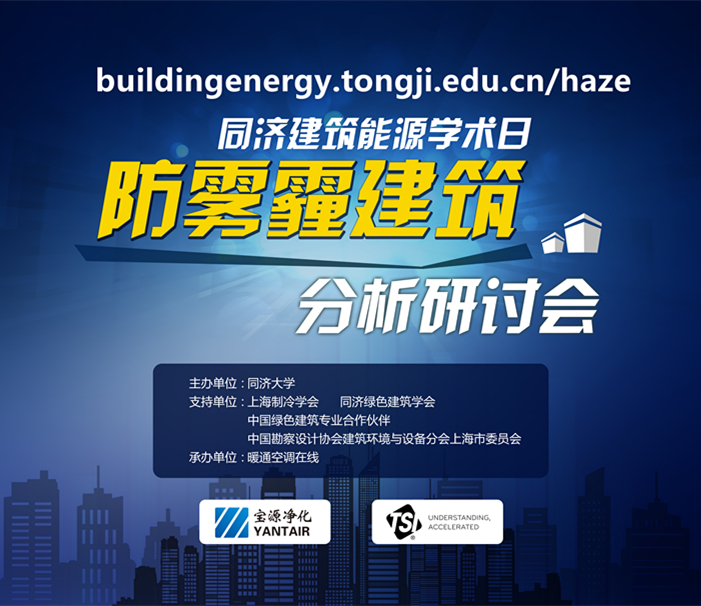 buildingenergy.tongji.edu.cn/haze
同济建筑能源学术日
防雾霾建筑
分析研讨会
主办单位：同济大学
支持单位：上海制冷学会 同济绿色建筑学会
中国绿色建筑专业合作伙伴
中国勘察设计协会建筑环境与设备分会上海市委员会
承办单位：暖通空调在线
宝源净化
YANTAIR
TSI
®
UNDERSTANDING,
ACCELERATED